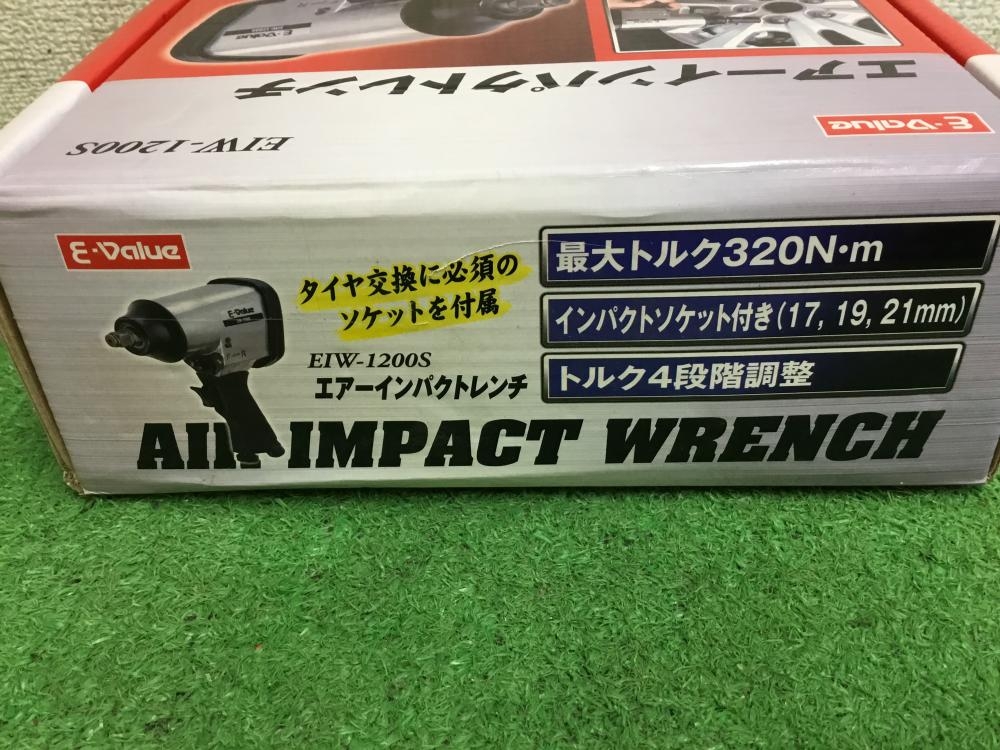 E-Value
エアーインパクトレンチ
E-Value
EIW-1200S
E-Value
E-Value
タイヤ交換に必須の
ソケットを付属
EIW-1200S
エアーインパクトレンチ
最大トルク320N・m
インパクトソケット付き(17, 19, 21mm)
トルク4段階調整
AIR IMPACT WRENCH